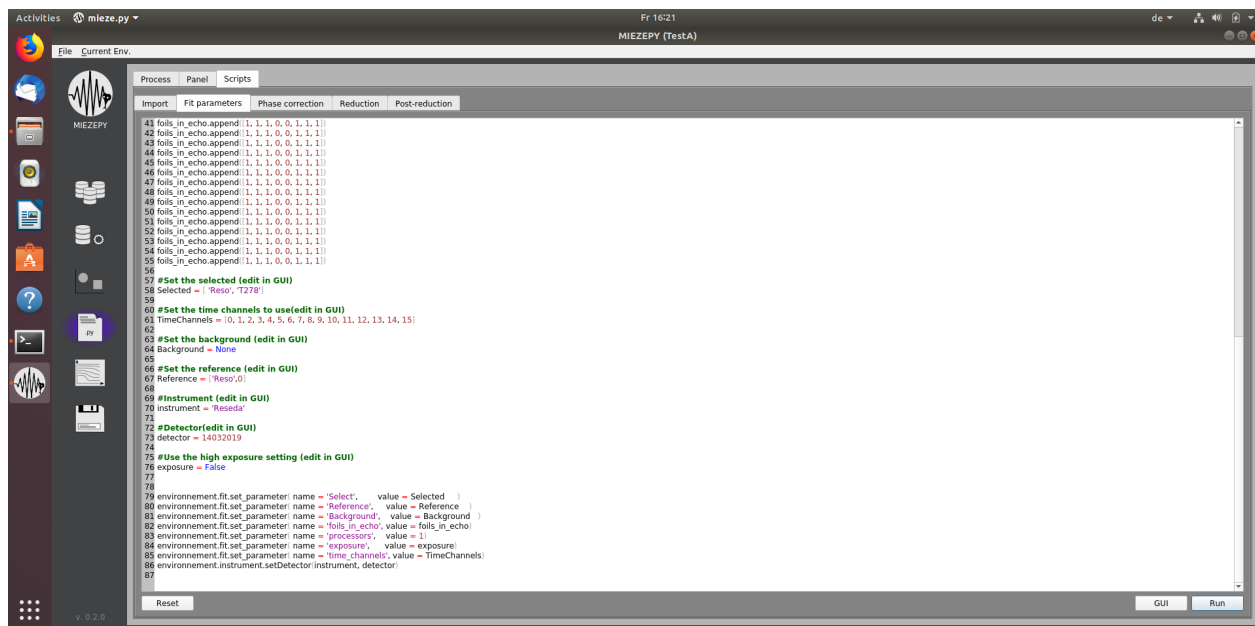 Activities mieze.py Fr 16:21 de
MIEZEPY (TestA)
File Current Env.
Process Panel Scripts
Import Fit parameters Phase correction Reduction Post-reduction
MIEZEPY
41 foils_in_echo.append([1, 1, 1, 0, 0, 1, 1, 1])
42 foils_in_echo.append([1, 1, 1, 0, 0, 1, 1, 1])
43 foils_in_echo.append([1, 1, 1, 0, 0, 1, 1, 1])
44 foils_in_echo.append([1, 1, 1, 0, 0, 1, 1, 1])
45 foils_in_echo.append([1, 1, 1, 0, 0, 1, 1, 1])
46 foils_in_echo.append([1, 1, 1, 0, 0, 1, 1, 1])
47 foils_in_echo.append([1, 1, 1, 0, 0, 1, 1, 1])
48 foils_in_echo.append([1, 1, 1, 0, 0, 1, 1, 1])
49 foils_in_echo.append([1, 1, 1, 0, 0, 1, 1, 1])
50 foils_in_echo.append([1, 1, 1, 0, 0, 1, 1, 1])
51 foils_in_echo.append([1, 1, 1, 0, 0, 1, 1, 1])
52 foils_in_echo.append([1, 1, 1, 0, 0, 1, 1, 1])
53 foils_in_echo.append([1, 1, 1, 0, 0, 1, 1, 1])
54 foils_in_echo.append([1, 1, 1, 0, 0, 1, 1, 1])
55 foils_in_echo.append([1, 1, 1, 0, 0, 1, 1, 1])
56
57 #Set the selected (edit in GUI)
58 Selected = [ 'Reso', 'T278']
59
60 #Set the time channels to use(edit in GUI)
61 TimeChannels = [0, 1, 2, 3, 4, 5, 6, 7, 8, 9, 10, 11, 12, 13, 14, 15]
62
63 #Set the background (edit in GUI)
64 Background = None
65
66 #Set the reference (edit in GUI)
67 Reference = ['Reso',0]
68
69 #Instrument (edit in GUI)
70 instrument = 'Reseda'
71
72 #Detector(edit in GUI)
73 detector = 14032019
74
75 #Use the high exposure setting (edit in GUI)
76 exposure = False
77
78
79 environnement.fit.set_parameter( name = 'Select', value = Selected )
80 environnement.fit.set_parameter( name = 'Reference', value = Reference )
81 environnement.fit.set_parameter( name = 'Background', value = Background )
82 environnement.fit.set_parameter( name = 'foils_in_echo', value = foils_in_echo)
83 environnement.fit.set_parameter( name = 'processors', value = 1)
84 environnement.fit.set_parameter( name = 'exposure', value = exposure)
85 environnement.fit.set_parameter( name = 'time_channels', value = TimeChannels)
86 environnement.instrument.setDetector(instrument, detector)
87
.py
Reset GUI Run
v. 0.2.0